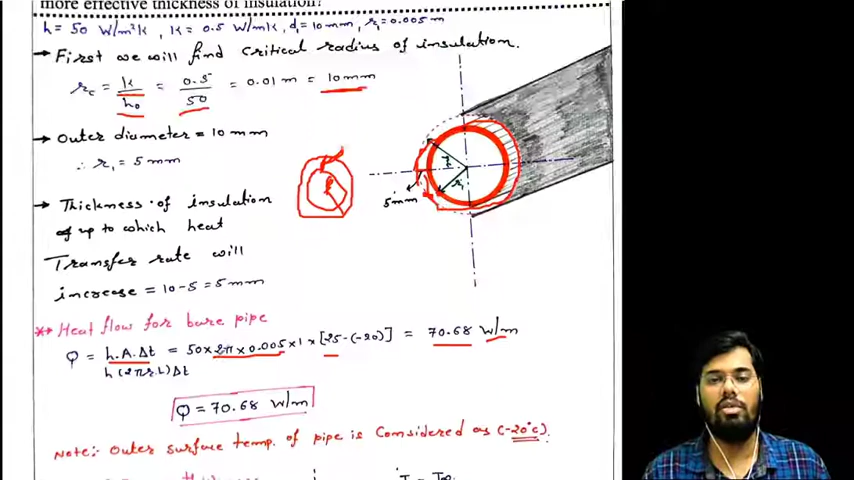 more effective thickness of insulation?
h = 50 W/m²k, K = 0.5 W/mK, d₁ = 10 mm, r₁ = 0.005 m
→ First we will find critical radius of insulation.
r_c = K/h₀ = 0.5/50 = 0.01 m = 10 mm
→ Outer diameter = 10 mm
∴ r₁ = 5 mm
→ Thickness of insulation
up to which heat
Transfer rate will
increase = 10 - 5 = 5 mm
r₁
5mm
** Heat flow for bare pipe
Q = h.A.Δt = 50 × 2π × 0.005 × 1 × [25 - (-20)] = 70.68 W/m
h (2πr.L) Δt
Q = 70.68 W/m
Note:- Outer surface temp. of pipe is Considered as (-20°c).